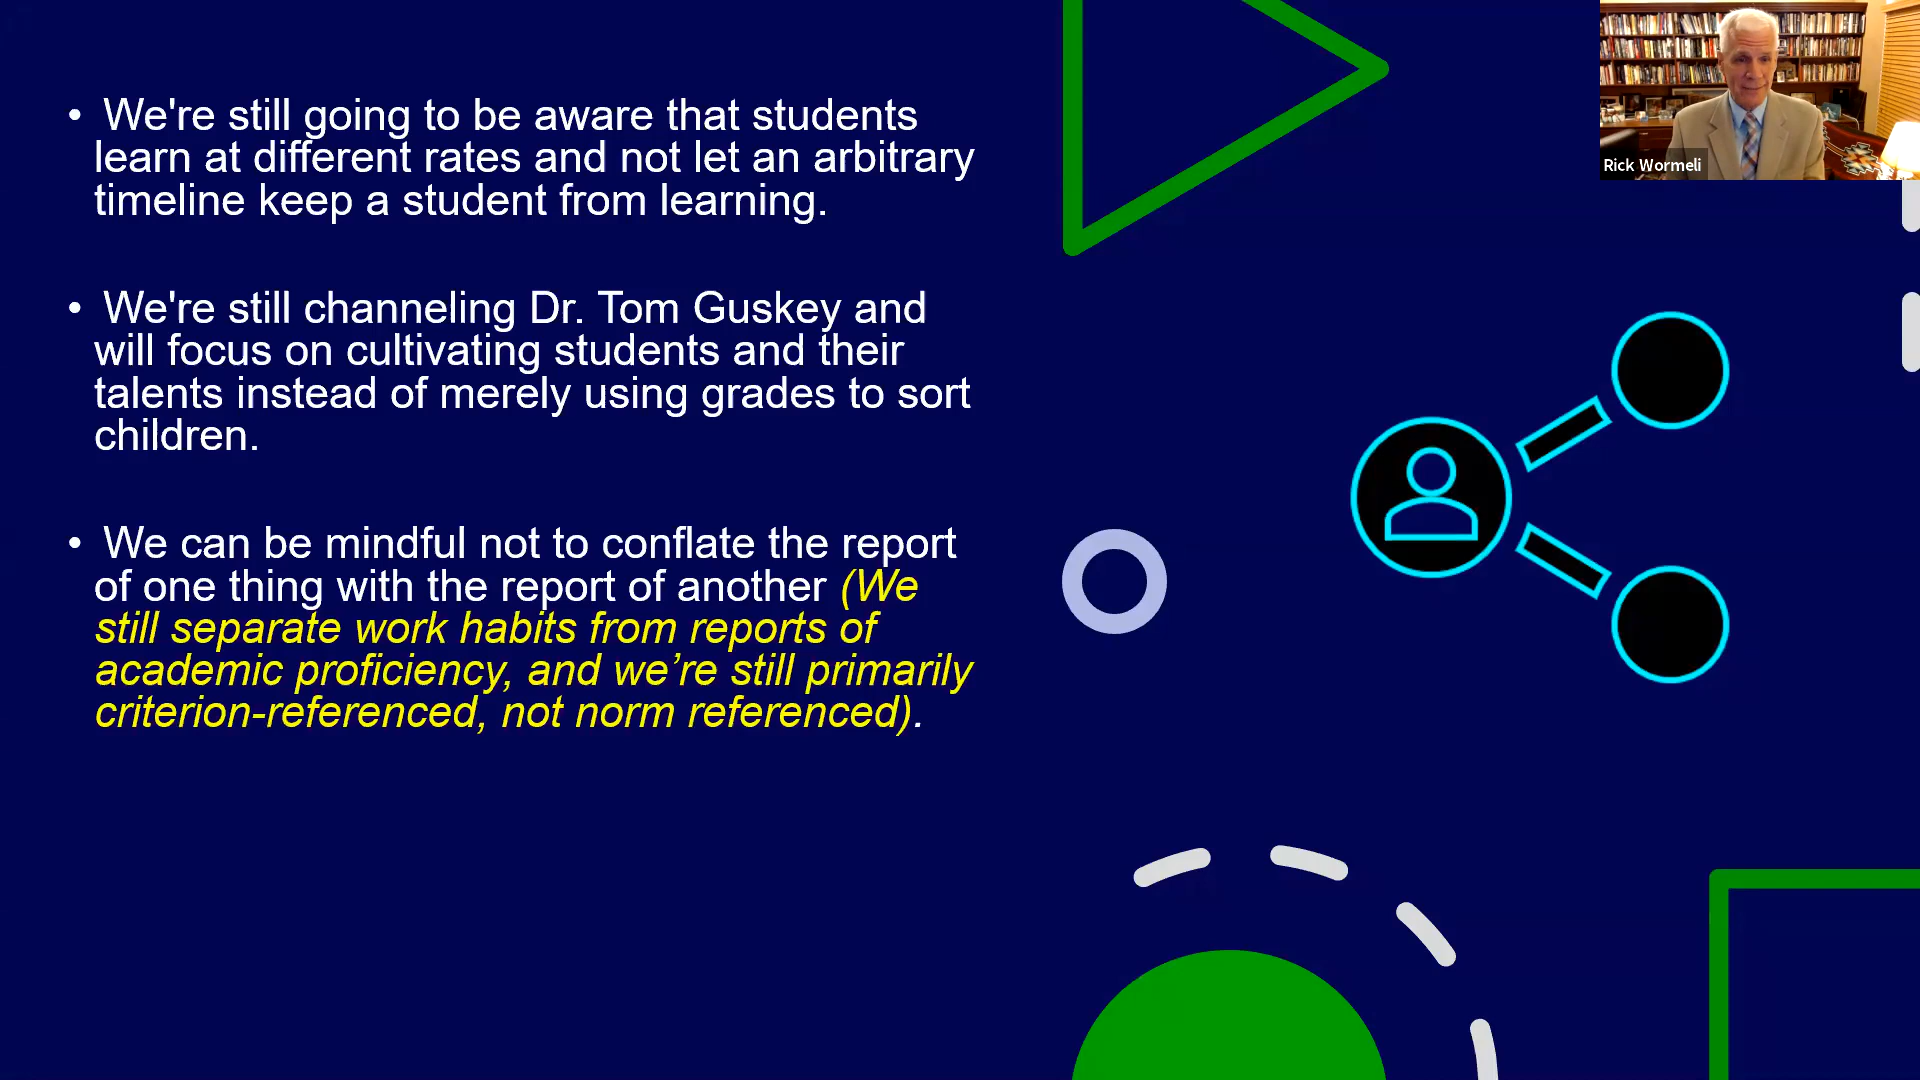 • We're still going to be aware that students
learn at different rates and not let an arbitrary
timeline keep a student from learning.
• We're still channeling Dr. Tom Guskey and
will focus on cultivating students and their
talents instead of merely using grades to sort
children.
• We can be mindful not to conflate the report
of one thing with the report of another (We
still separate work habits from reports of
academic proficiency, and we’re still primarily
criterion-referenced, not norm referenced).
Rick Wormeli